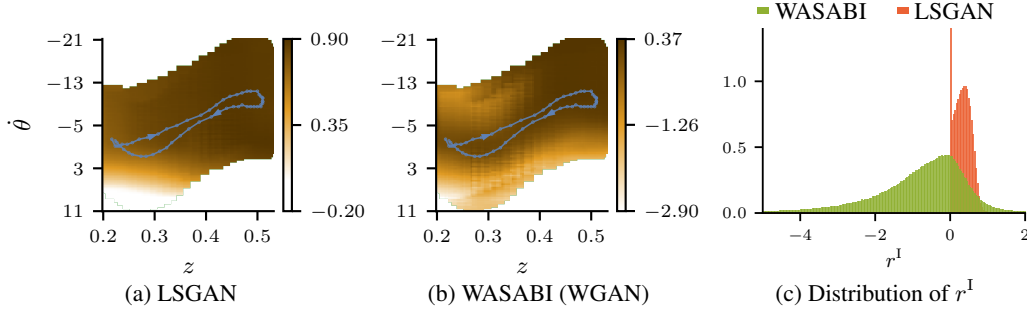 −21
−13
−5
3
11
θ̇
0.2 0.3 0.4 0.5
z
0.90
0.35
−0.20
(a) LSGAN
−21
−13
−5
3
11
0.2 0.3 0.4 0.5
z
0.37
−1.26
−2.90
(b) WASABI (WGAN)
WASABI LSGAN
1.0
0.5
0.0
−4 −2 0 2
r^I
(c) Distribution of r^I